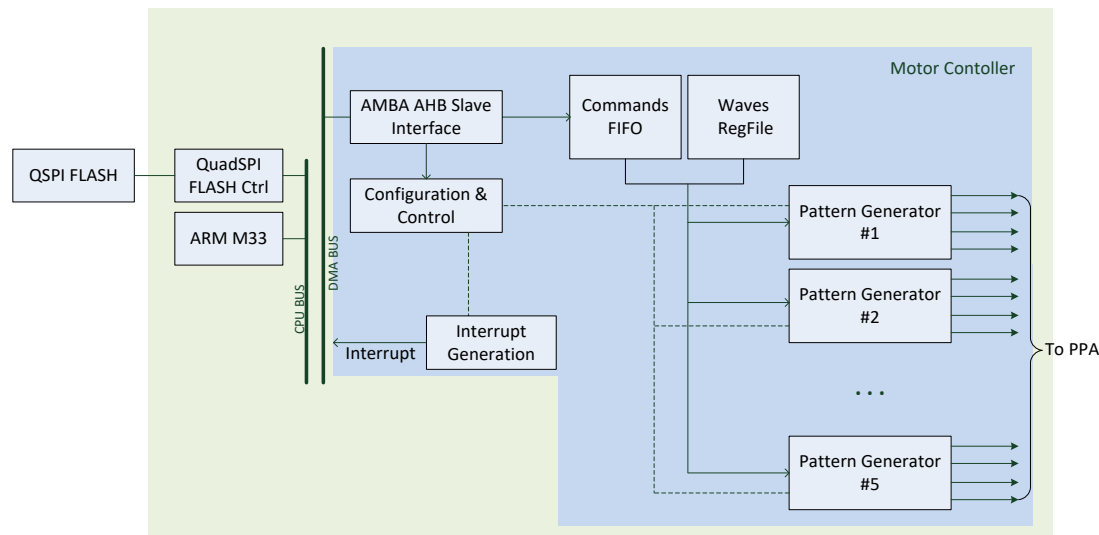 Motor Contoller
AMBA AHB Slave
Interface
Commands
FIFO
Waves
RegFile
QSPI FLASH
QuadSPI
FLASH Ctrl
Configuration &
Control
ARM M33
CPU BUS
DMA BUS
Pattern Generator
#1
Pattern Generator
#2
Interrupt
Interrupt
Generation
To PPA
...
Pattern Generator
#5